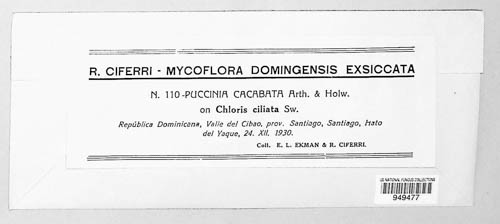 R. CIFERRI - MYCOFLORA DOMINGENSIS EXSICCATA
N. 110 -PUCCINIA CACABATA Arth. & Holw.
on Chloris ciliata Sw.
República Dominicana, Valle del Cibao, prov. Santiago, Santiago, Hato
del Yaque, 24. XII. 1930.
Coll. E. L. EKMAN & R. CIFERRI.
US NATIONAL FUNGUS COLLECTIONS
949477